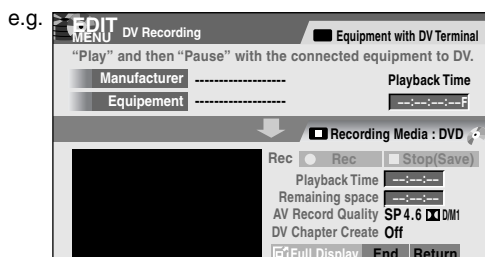 e.g.
EDIT
MENU DV Recording
Equipment with DV Terminal
“Play” and then “Pause” with the connected equipment to DV.
Manufacturer ------------------
Playback Time
Equipement ------------------
--:--:--:--F
Recording Media : DVD
Rec Rec Stop(Save)
Playback Time --:--:--
Remaining space --:--:--
AV Record Quality SP 4.6 D/M1
DV Chapter Create Off
Full Display End Return